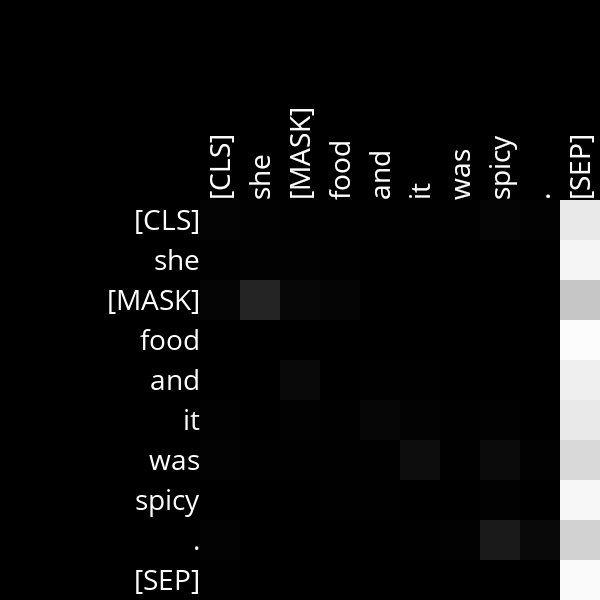 [CLS]
she
[MASK]
food
and
it
was
spicy
.
[SEP]
[CLS]
she
[MASK]
food
and
it
was
spicy
.
[SEP]